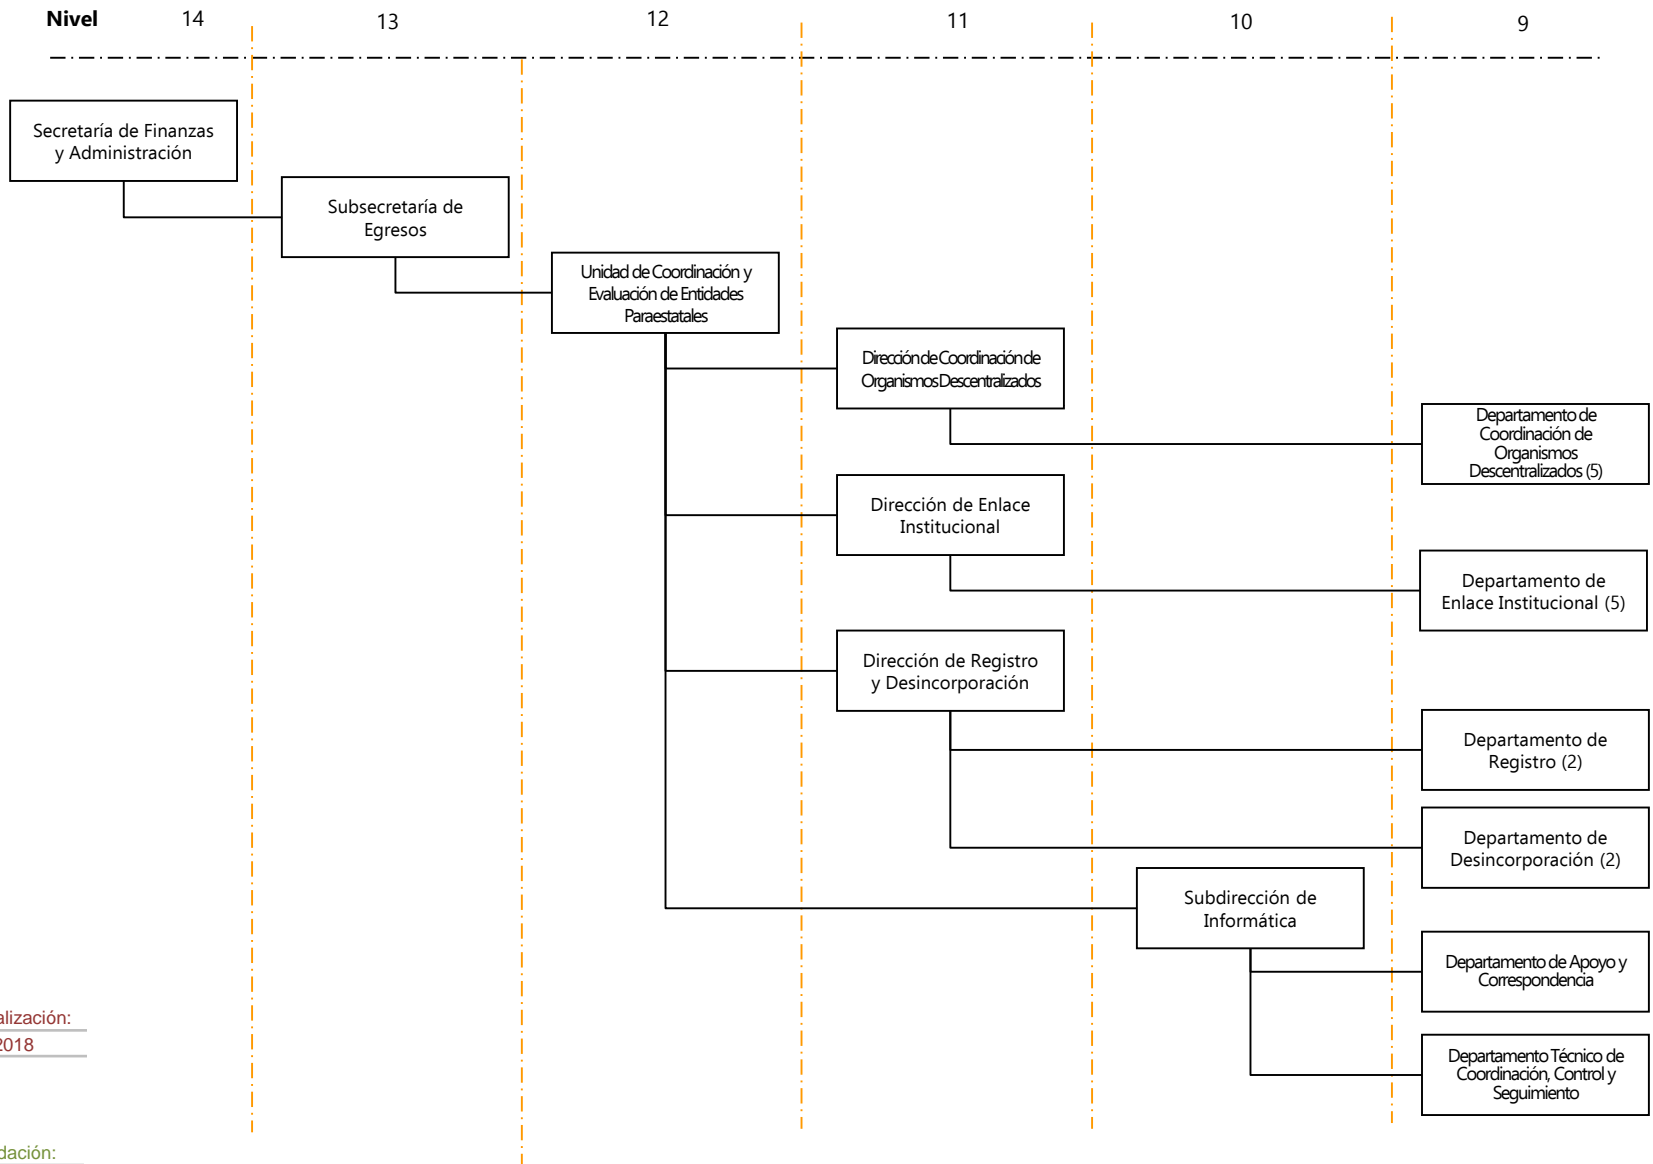 Nivel 14 13 12 11 10 9
Secretaría de Finanzas
y Administración
Subsecretaría de
Egresos
Unidad de Coordinación y
Evaluación de Entidades
Paraestatales
Dirección de Coordinación de
Organismos Descentralizados
Departamento de
Coordinación de
Organismos
Descentralizados (5)
Dirección de Enlace
Institucional
Departamento de
Enlace Institucional (5)
Dirección de Registro
y Desincorporación
Departamento de
Registro (2)
Departamento de
Desincorporación (2)
Subdirección de
Informática
Departamento de Apoyo y
Correspondencia
Departamento Técnico de
Coordinación, Control y
Seguimiento
alización:
2018
dación: